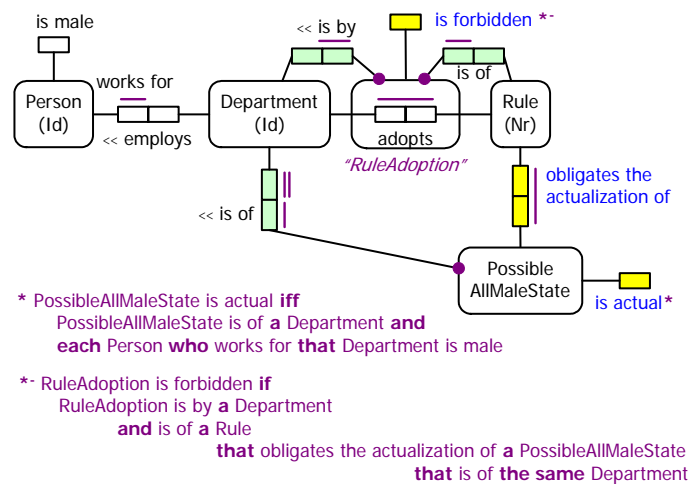 is male
<< is by
is forbidden *-
is of
Person
(Id)
works for
<< employs
Department
(Id)
adopts
"RuleAdoption"
Rule
(Nr)
<< is of
obligates the
actualization of
Possible
AllMaleState
is actual*
* PossibleAllMaleState is actual iff
PossibleAllMaleState is of a Department and
each Person who works for that Department is male
*- RuleAdoption is forbidden if
RuleAdoption is by a Department
and is of a Rule
that obligates the actualization of a PossibleAllMaleState
that is of the same Department